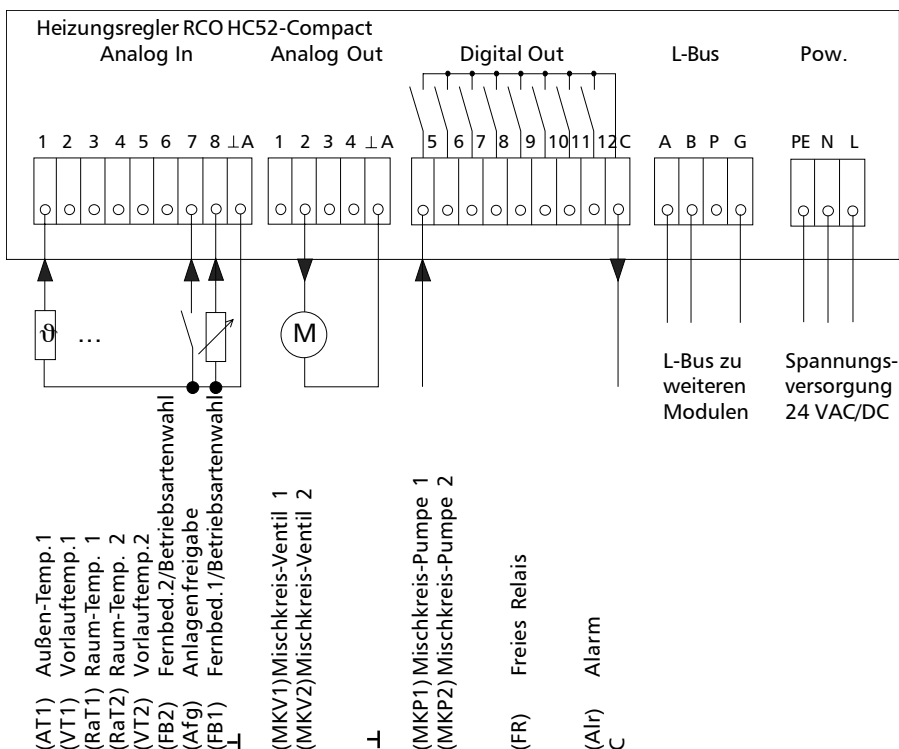 Heizungsregler RCO HC52-Compact
Analog In Analog Out Digital Out L-Bus Pow.
1 2 3 4 5 6 7 8 ⊥ A 1 2 3 4 ⊥ A 5 6 7 8 9 10 11 12 C A B P G PE N L
ϑ ... M
L-Bus zu
weiteren
Modulen
Spannungs-
versorgung
24 VAC/DC
(AT1) Außen-Temp.1
(VT1) Vorlauftemp.1
(RaT1) Raum-Temp. 1
(RaT2) Raum-Temp. 2
(VT2) Vorlauftemp.2
(FB2) Fernbed.2/Betriebsartenwahl
(Afg) Anlagenfreigabe
(FB1) Fernbed.1/Betriebsartenwahl
⊥
(MKV1) Mischkreis-Ventil 1
(MKV2) Mischkreis-Ventil 2
⊥
(MKP1) Mischkreis-Pumpe 1
(MKP2) Mischkreis-Pumpe 2
(FR) Freies Relais
(Alr) Alarm
C